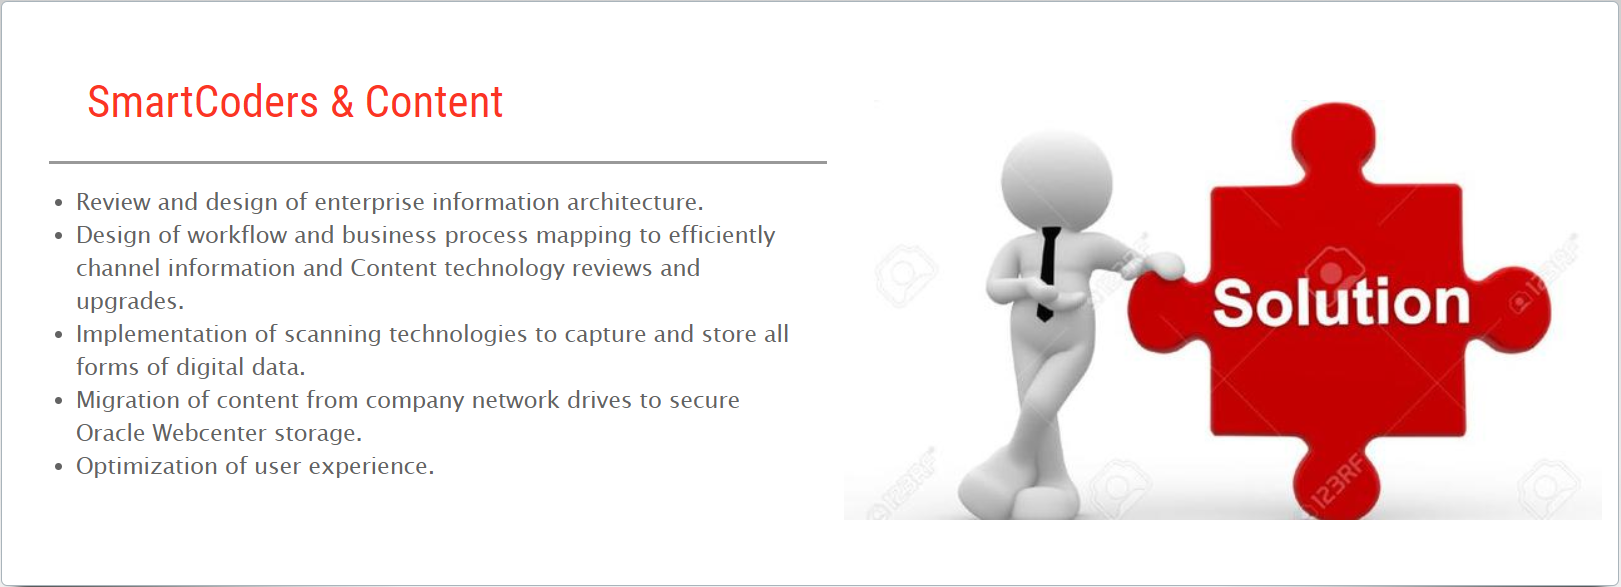 SmartCoders & Content
• Review and design of enterprise information architecture.
• Design of workflow and business process mapping to efficiently
channel information and Content technology reviews and
upgrades.
• Implementation of scanning technologies to capture and store all
forms of digital data.
• Migration of content from company network drives to secure
Oracle Webcenter storage.
• Optimization of user experience.
Solution
123RF
123RF
123RF
123RF